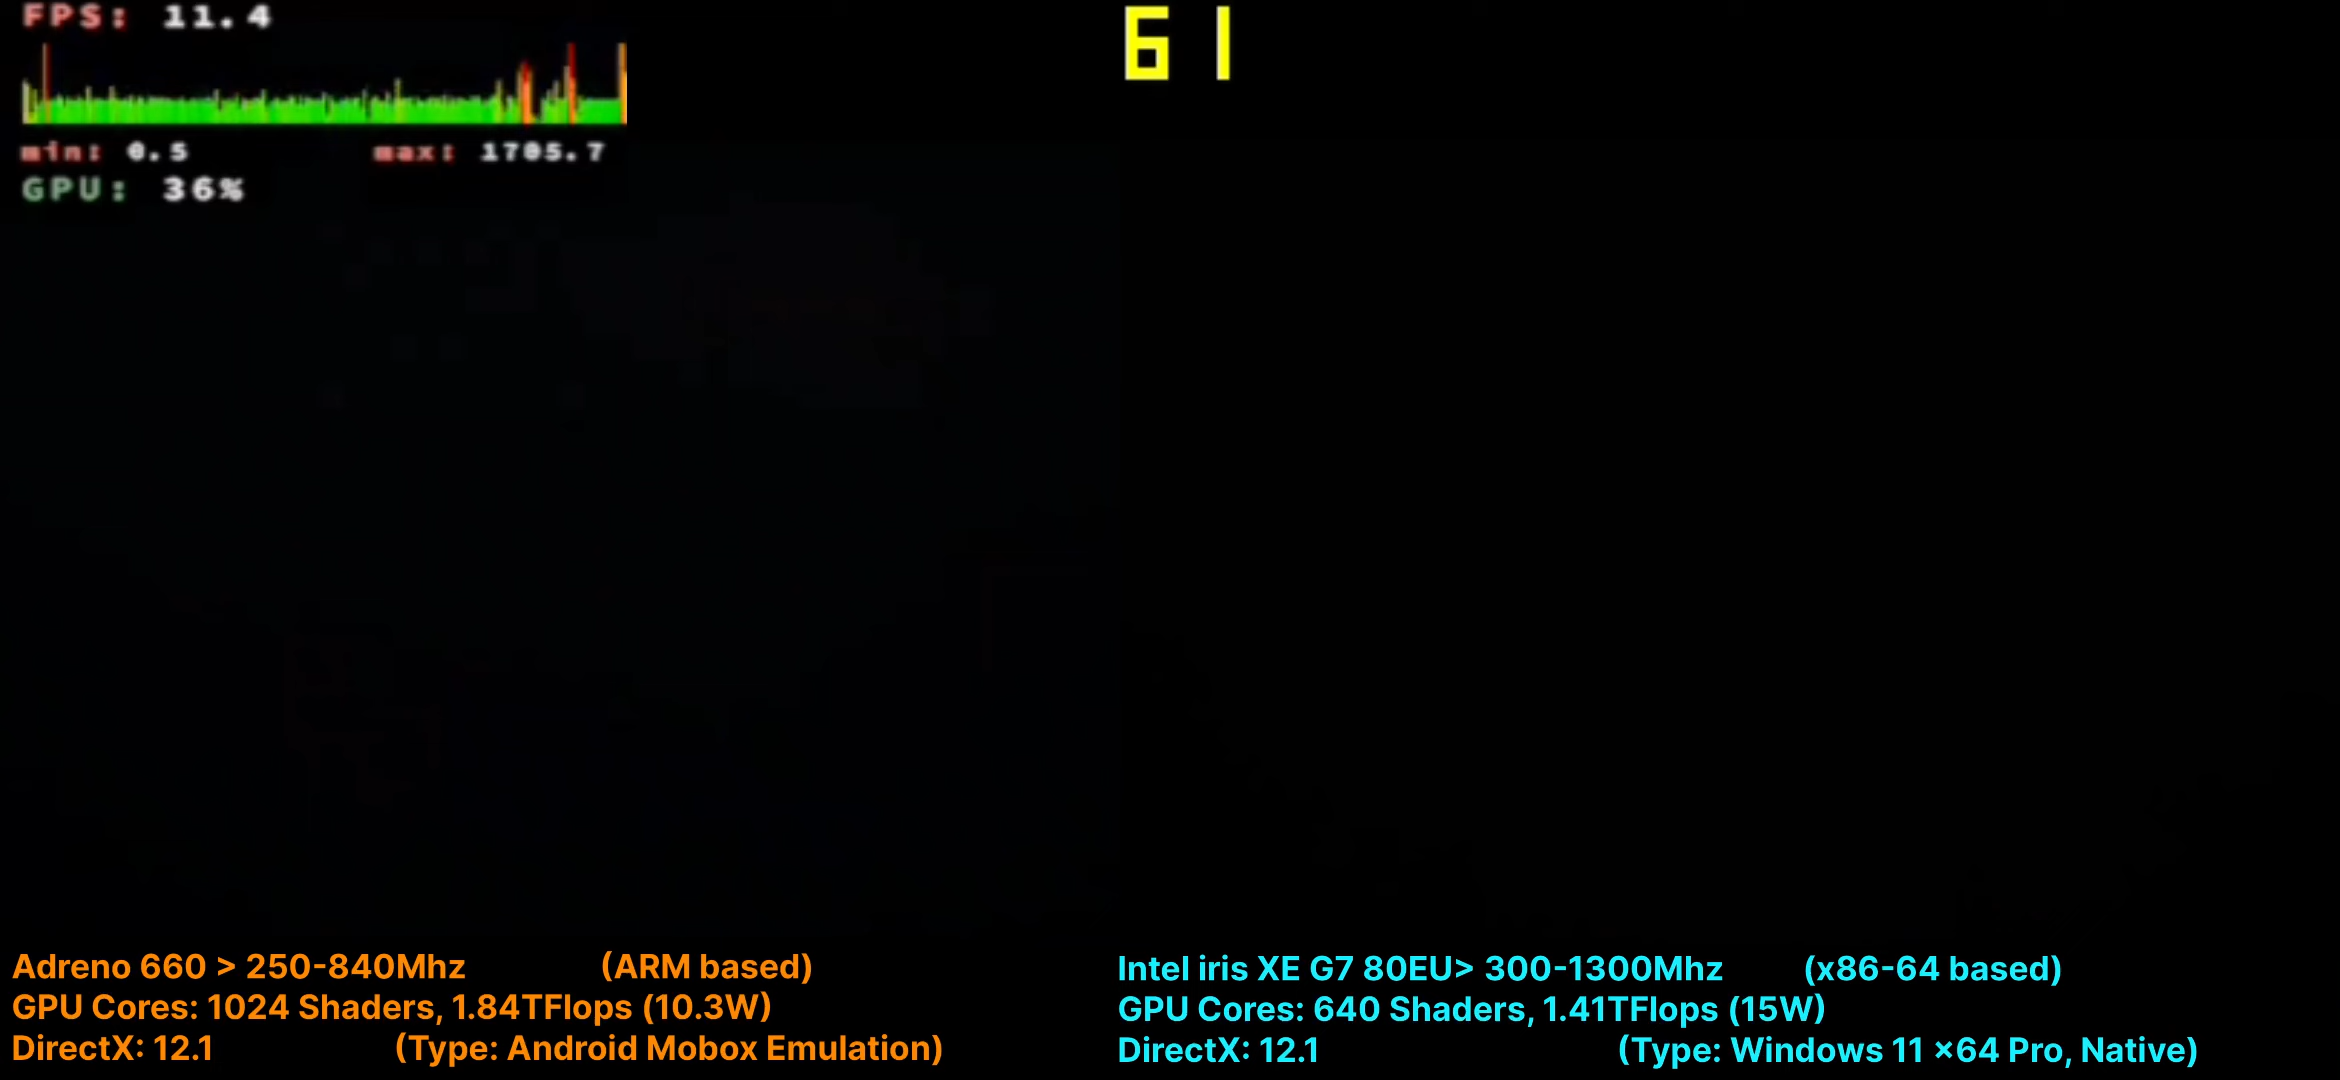 FPS: 11.4
min: 0.5 max: 1705.7
GPU: 36%
61
Adreno 660 > 250-840Mhz (ARM based)
GPU Cores: 1024 Shaders, 1.84TFlops (10.3W)
DirectX: 12.1 (Type: Android Mobox Emulation)
Intel iris XE G7 80EU> 300-1300Mhz (x86-64 based)
GPU Cores: 640 Shaders, 1.41TFlops (15W)
DirectX: 12.1 (Type: Windows 11 ×64 Pro, Native)